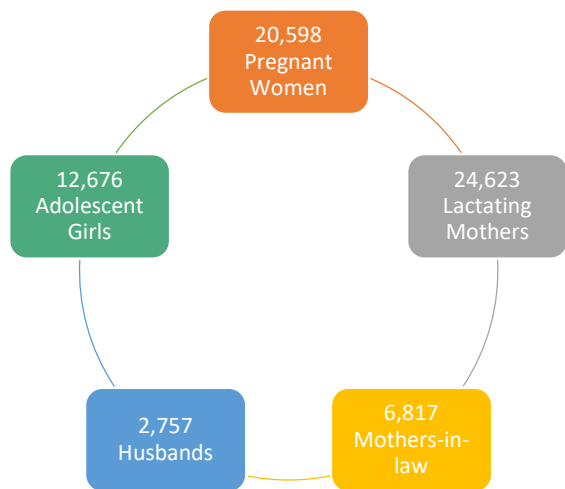 20,598
Pregnant
Women
24,623
Lactating
Mothers
6,817
Mothers-in-
law
2,757
Husbands
12,676
Adolescent
Girls